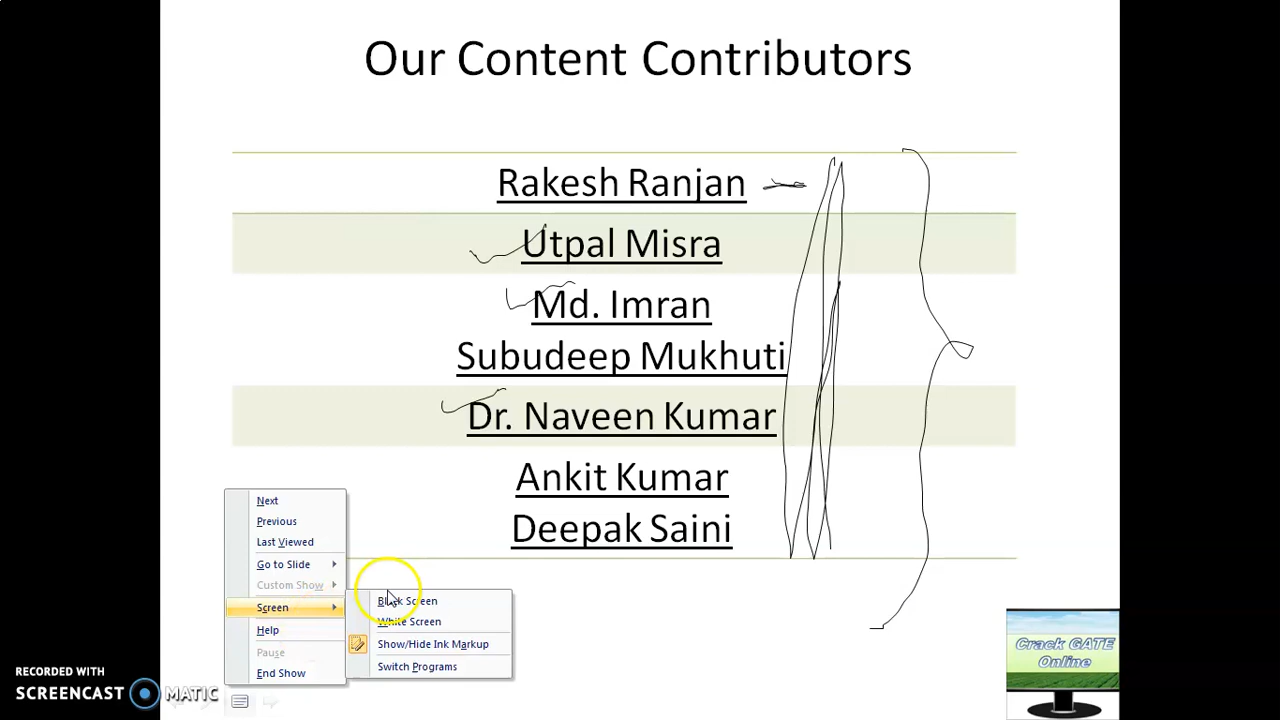 Our Content Contributors
Rakesh Ranjan
Utpal Misra
Md. Imran
Subudeep Mukhuti
Dr. Naveen Kumar
Ankit Kumar
Deepak Saini
Next
Previous
Last Viewed
Go to Slide
Custom Show
Screen
Help
Pause
End Show
Black Screen
White Screen
Show/Hide Ink Markup
Switch Programs
Crack GATE
Online
RECORDED WITH
SCREENCAST MATIC